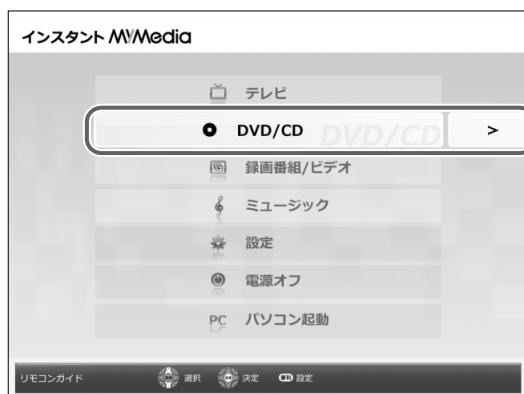 インスタント MyMedia
テレビ
DVD/CD DVD/CD >
録画番組/ビデオ
ミュージック
設定
電源オフ
PC パソコン起動
リモコンガイド 選択 決定 設定